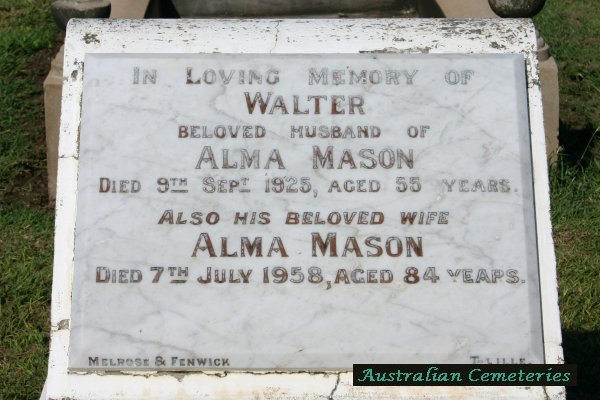 IN LOVING MEMORY OF
WALTER
BELOVED HUSBAND OF
ALMA MASON
DIED 9TH SEPT 1925, AGED 55 YEARS.
ALSO HIS BELOVED WIFE
ALMA MASON
DIED 7TH JULY 1958, AGED 84 YEARS.
MELROSE & FENWICK
Australian Cemeteries